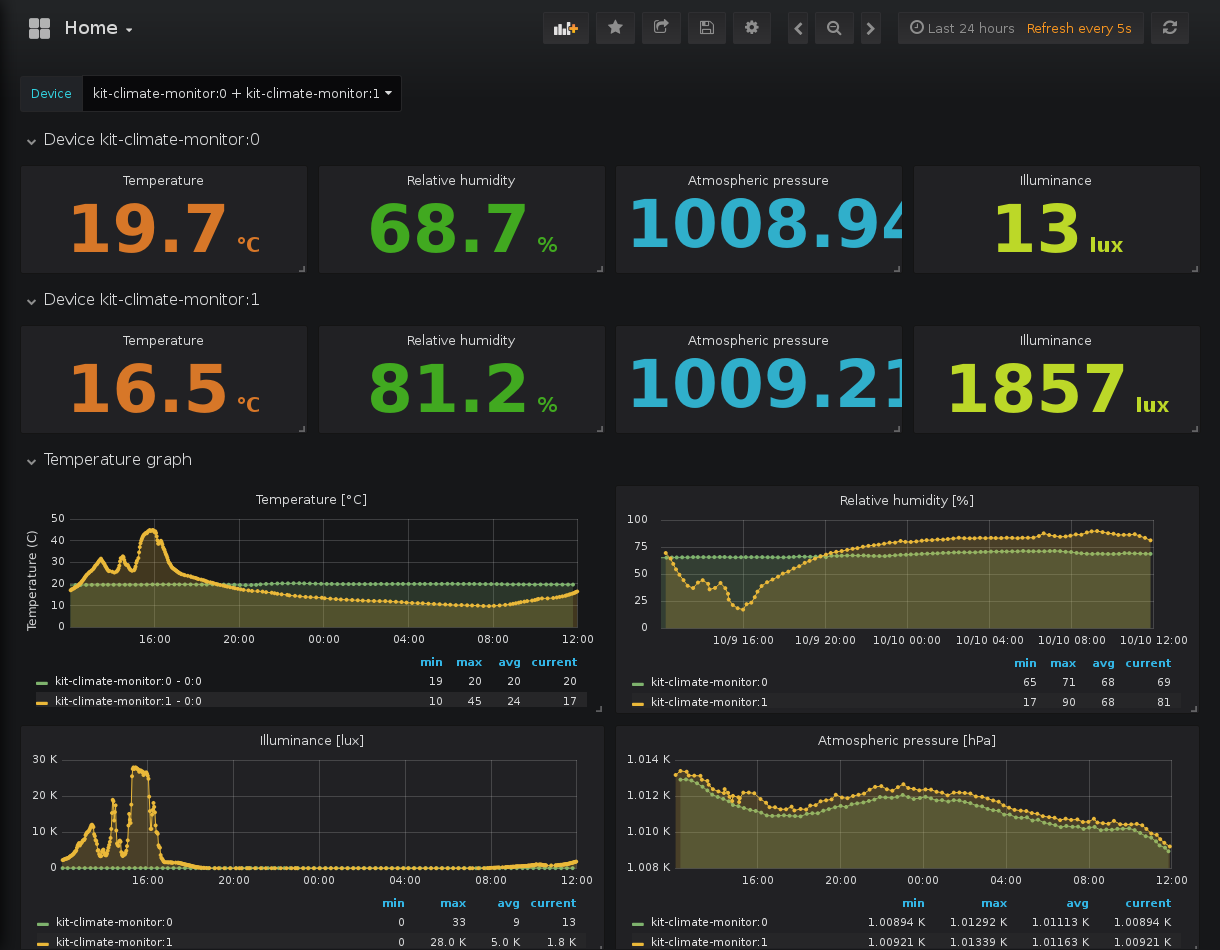 Home
Last 24 hours Refresh every 5s
Device kit-climate-monitor:0 + kit-climate-monitor:1
Device kit-climate-monitor:0
Temperature Relative humidity Atmospheric pressure Illuminance
19.7 °C 68.7 % 1008.94 13 lux
Device kit-climate-monitor:1
Temperature Relative humidity Atmospheric pressure Illuminance
16.5 °C 81.2 % 1009.21 1857 lux
Temperature graph
Temperature [°C]
Temperature (C)
50
40
30
20
10
0
16:00 20:00 00:00 04:00 08:00 12:00
min max avg current
kit-climate-monitor:0 - 0:0 19 20 20 20
kit-climate-monitor:1 - 0:0 10 45 24 17
Relative humidity [%]
100
75
50
25
0
10/9 16:00 10/9 20:00 10/10 00:00 10/10 04:00 10/10 08:00 10/10 12:00
min max avg current
kit-climate-monitor:0 65 71 68 69
kit-climate-monitor:1 17 90 68 81
Illuminance [lux]
30 K
20 K
10 K
0
16:00 20:00 00:00 04:00 08:00 12:00
min max avg current
kit-climate-monitor:0 0 33 9 13
kit-climate-monitor:1 0 28.0 K 5.0 K 1.8 K
Atmospheric pressure [hPa]
1.014 K
1.012 K
1.010 K
1.008 K
16:00 20:00 00:00 04:00 08:00 12:00
min max avg current
kit-climate-monitor:0 1.00894 K 1.01292 K 1.01113 K 1.00894 K
kit-climate-monitor:1 1.00921 K 1.01339 K 1.01163 K 1.00921 K